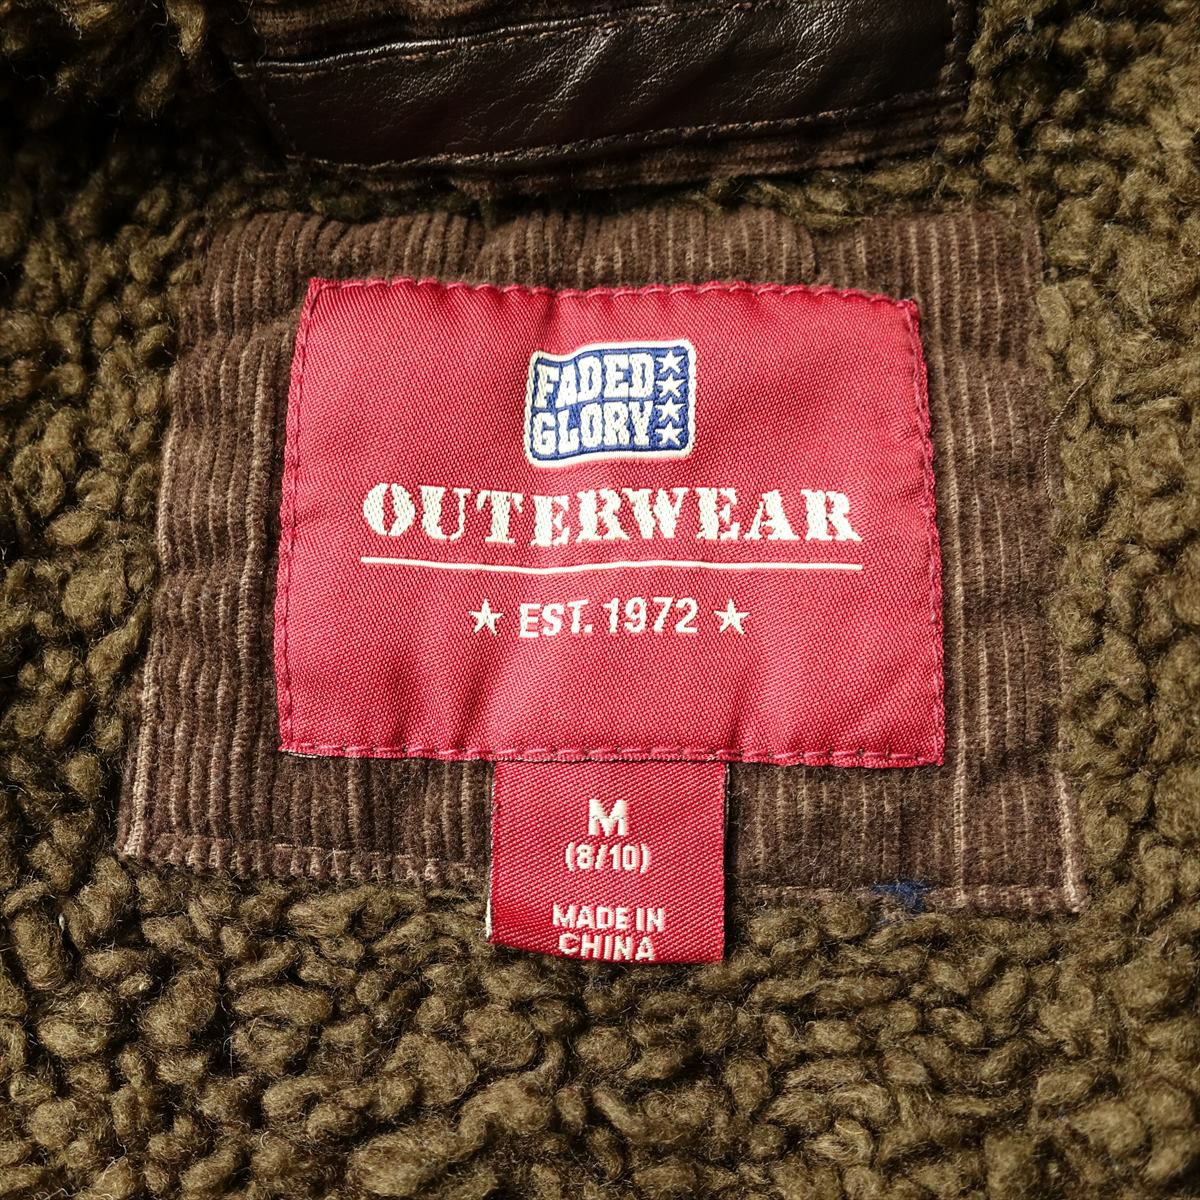 FADED
GLORY
OUTERWEAR
EST. 1972
M
(8/10)
MADE IN
CHINA